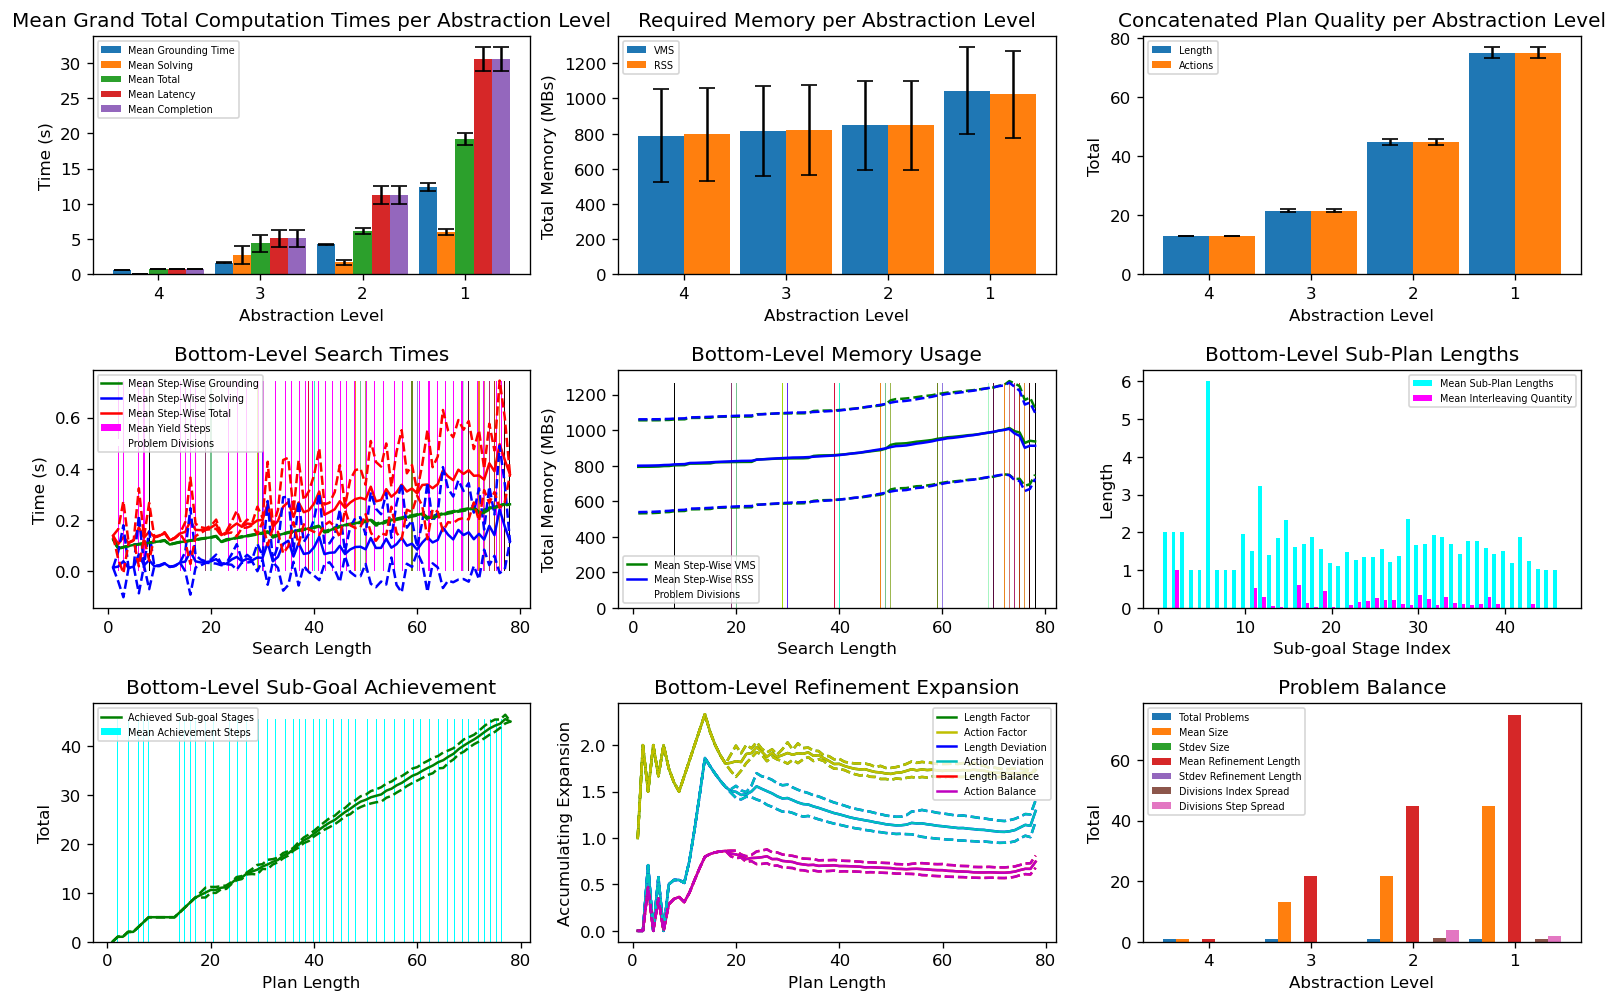 Mean Grand Total Computation Times per Abstraction Level
Time (s)
0
5
10
15
20
25
30
Mean Grounding Time
Mean Solving
Mean Total
Mean Latency
Mean Completion
4
3
2
1
Abstraction Level
Required Memory per Abstraction Level
Total Memory (MBs)
0
200
400
600
800
1000
1200
VMS
RSS
4
3
2
1
Abstraction Level
Concatenated Plan Quality per Abstraction Level
Total
0
20
40
60
80
Length
Actions
4
3
2
1
Abstraction Level
Bottom-Level Search Times
Time (s)
0.0
0.2
0.4
0.6
Mean Step-Wise Grounding
Mean Step-Wise Solving
Mean Step-Wise Total
Mean Yield Steps
Problem Divisions
0
20
40
60
80
Search Length
Bottom-Level Memory Usage
Total Memory (MBs)
0
200
400
600
800
1000
1200
Mean Step-Wise VMS
Mean Step-Wise RSS
Problem Divisions
0
20
40
60
80
Search Length
Bottom-Level Sub-Plan Lengths
Length
0
1
2
3
4
5
6
Mean Sub-Plan Lengths
Mean Interleaving Quantity
0
10
20
30
40
Sub-goal Stage Index
Bottom-Level Sub-Goal Achievement
Total
0
10
20
30
40
Achieved Sub-goal Stages
Mean Achievement Steps
0
20
40
60
80
Plan Length
Bottom-Level Refinement Expansion
Accumulating Expansion
0.0
0.5
1.0
1.5
2.0
Length Factor
Action Factor
Length Deviation
Action Deviation
Length Balance
Action Balance
0
20
40
60
80
Plan Length
Problem Balance
Total
0
20
40
60
Total Problems
Mean Size
Stdev Size
Mean Refinement Length
Stdev Refinement Length
Divisions Index Spread
Divisions Step Spread
4
3
2
1
Abstraction Level